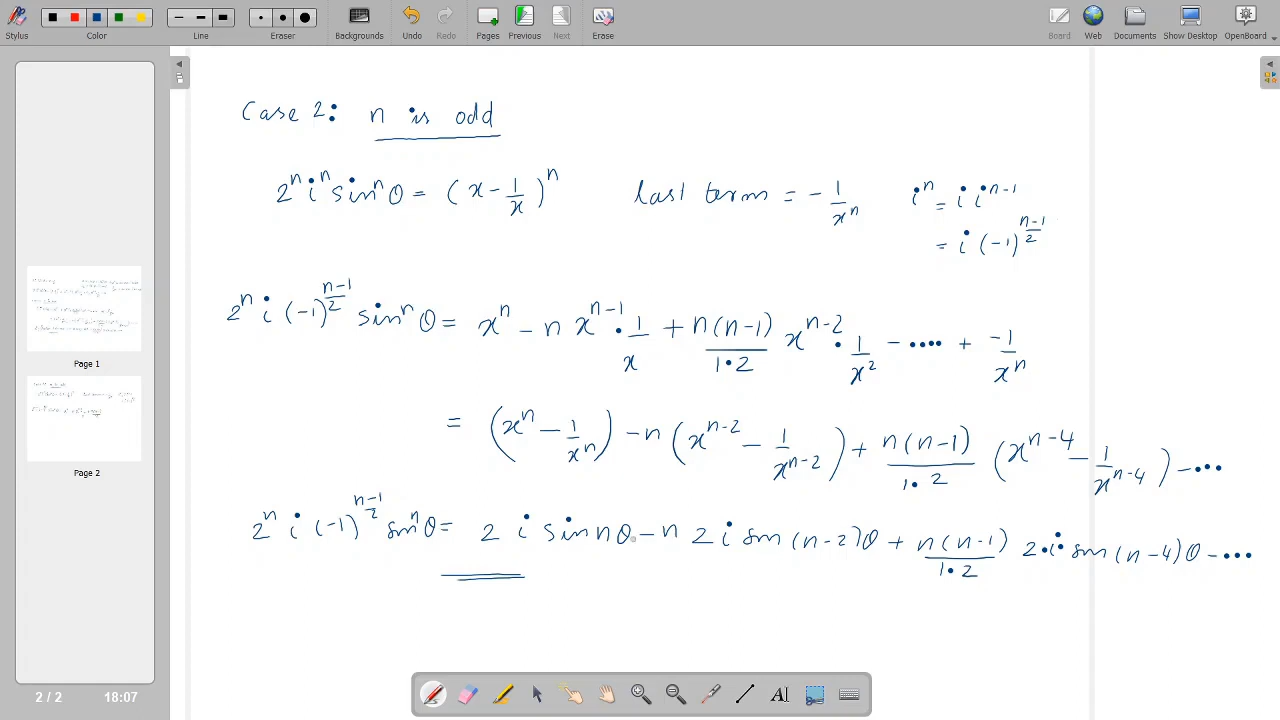 Stylus Color Line Eraser Backgrounds Undo Redo Pages Previous Next Erase Board Web Documents Show Desktop OpenBoard
Case 2: n is odd
2^n i^n sin^n θ = (x - 1/x)^n last term = - 1/x^n i^n = i i^(n-1)
= i (-1)^((n-1)/2)
2^n i (-1)^((n-1)/2) sin^n θ = x^n - n x^(n-1) · 1/x + n(n-1)/1·2 x^(n-2) · 1/x^2 - ···· + -1/x^n
= (x^n - 1/x^n) - n (x^(n-2) - 1/x^(n-2)) + n(n-1)/1·2 (x^(n-4) - 1/x^(n-4)) - ···
2^n i (-1)^((n-1)/2) sin^n θ = 2 i sin nθ - n 2 i sin (n-2)θ + n(n-1)/1·2 2·i· sin (n-4)θ - ···
Page 1
Page 2
2 / 2 18:07